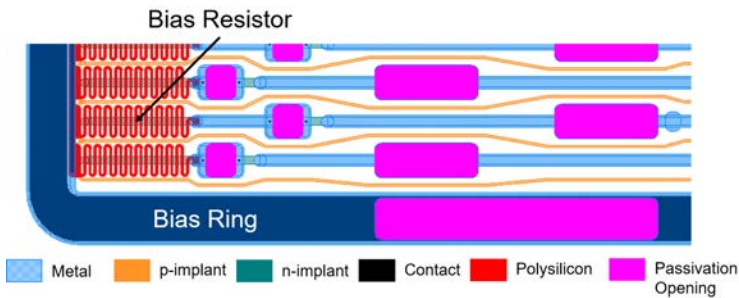 Bias Resistor
Bias Ring
Metal p-implant n-implant Contact Polysilicon Passivation
Opening